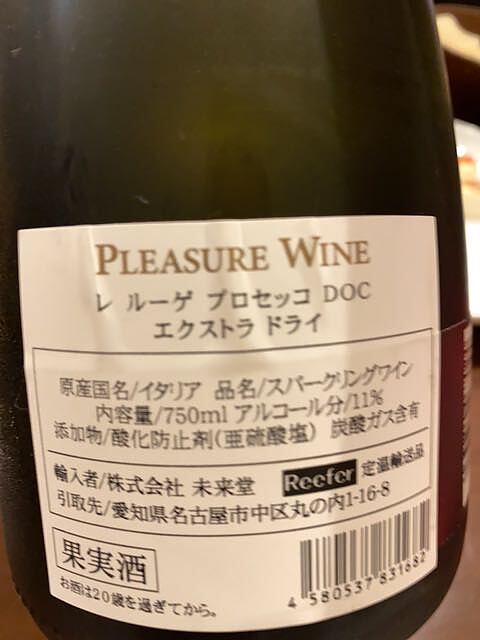 PLEASURE WINE
レ ルーゲ プロセッコ DOC
エクストラ ドライ
原産国名/イタリア 品名/スパークリングワイン
内容量/750ml アルコール分/11%
添加物/酸化防止剤(亜硫酸塩) 炭酸ガス含有
輸入者/株式会社 未来堂 Reefer 定温輸送品
引取先/愛知県名古屋市中区丸の内1-16-8
果実酒
お酒は20歳を過ぎてから。
4 580537 831682